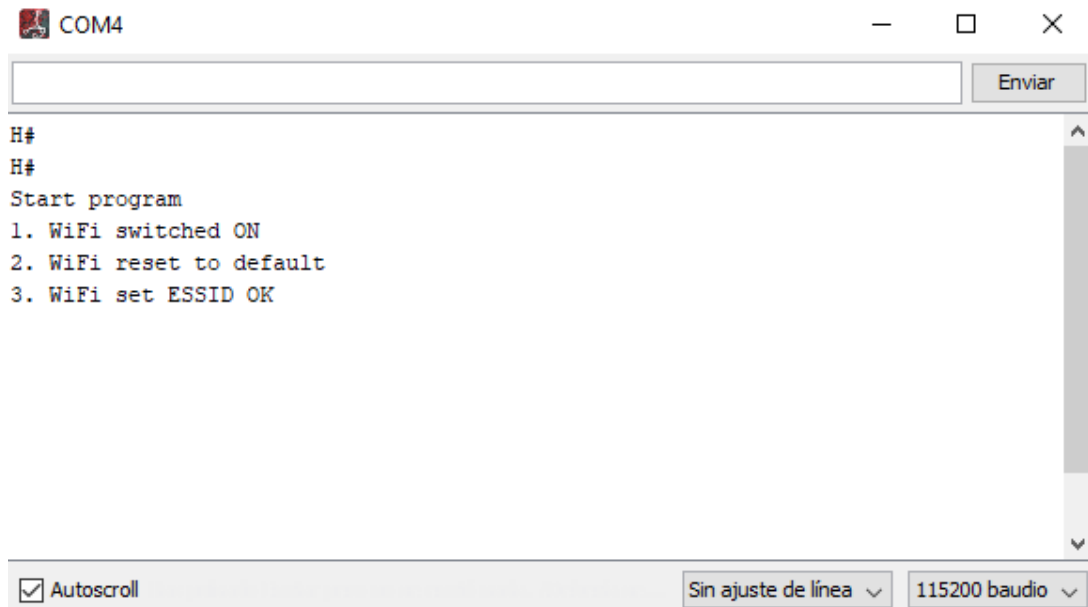 COM4
Enviar
H#
H#
Start program
1. WiFi switched ON
2. WiFi reset to default
3. WiFi set ESSID OK
Autoscroll
Sin ajuste de línea
115200 baudio